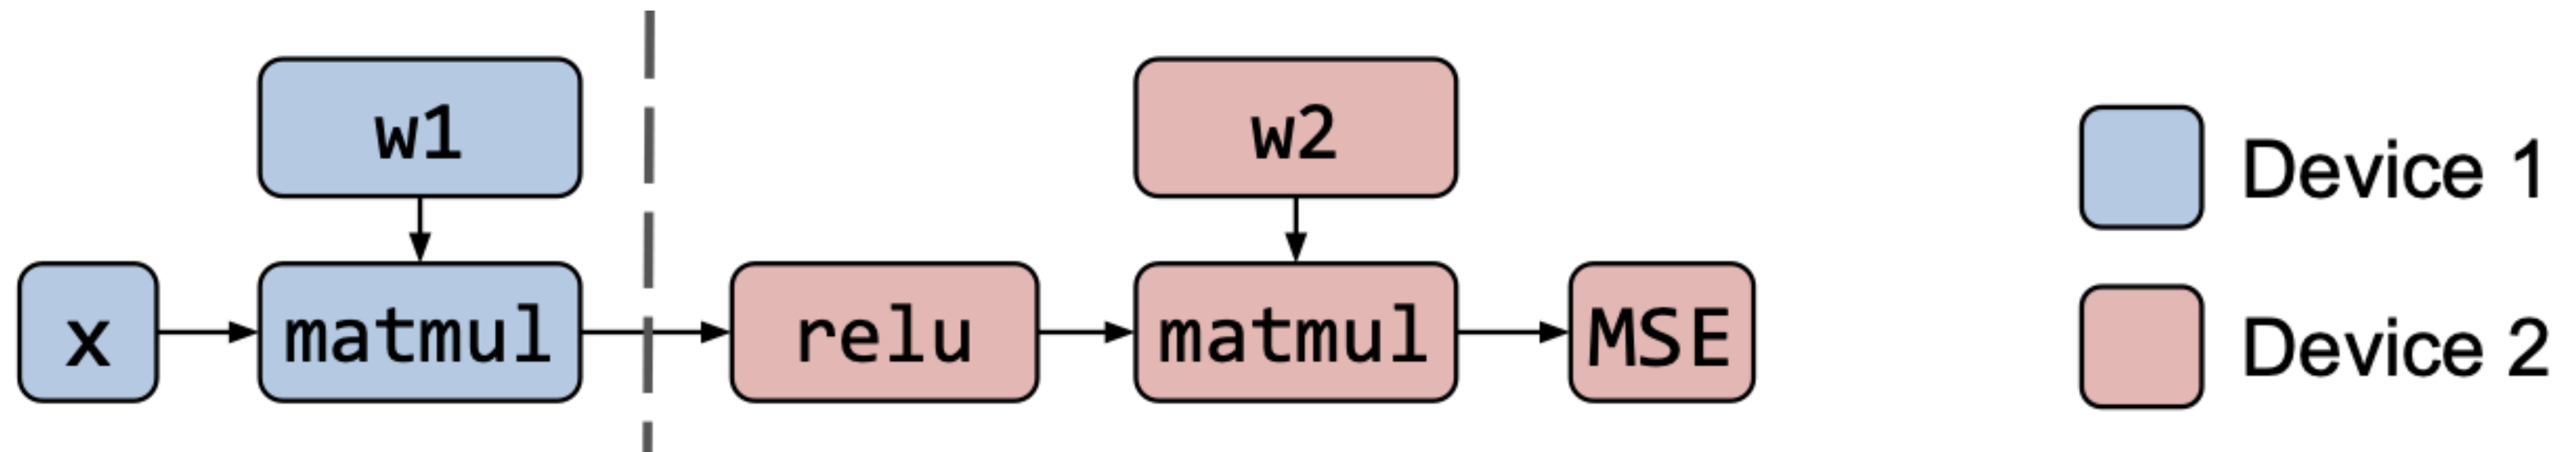 w1
w2
x
matmul
relu
matmul
MSE
Device 1
Device 2